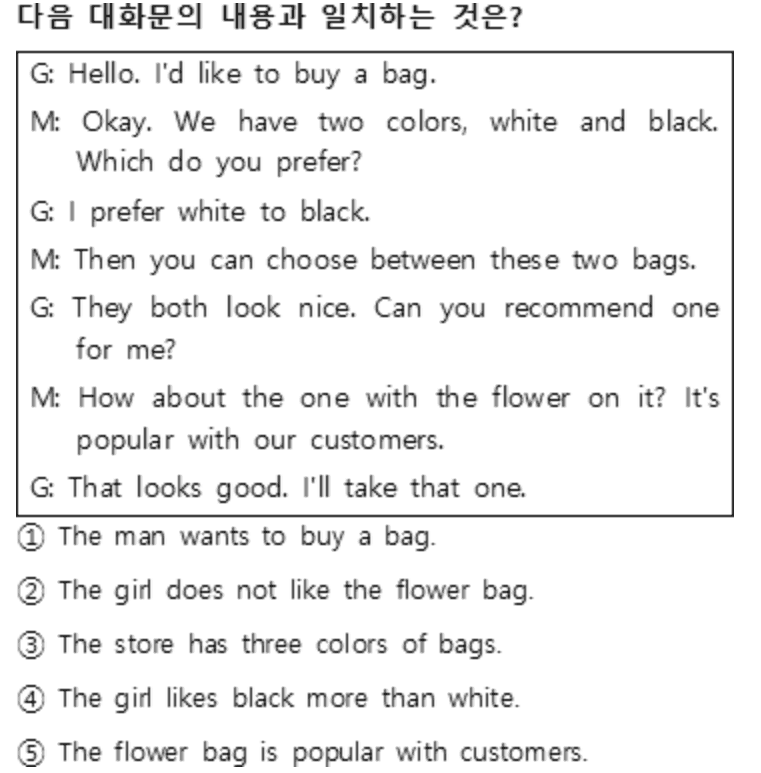 다음 대화문의 내용과 일치하는 것은?
G: Hello. I'd like to buy a bag.
M: Okay. We have two colors, white and black.
Which do you prefer?
G: I prefer white to black.
M: Then you can choose between these two bags.
G: They both look nice. Can you recommend one
for me?
M: How about the one with the flower on it? It's
popular with our customers.
G: That looks good. I'll take that one.
① The man wants to buy a bag.
② The girl does not like the flower bag.
③ The store has three colors of bags.
④ The girl likes black more than white.
⑤ The flower bag is popular with customers.